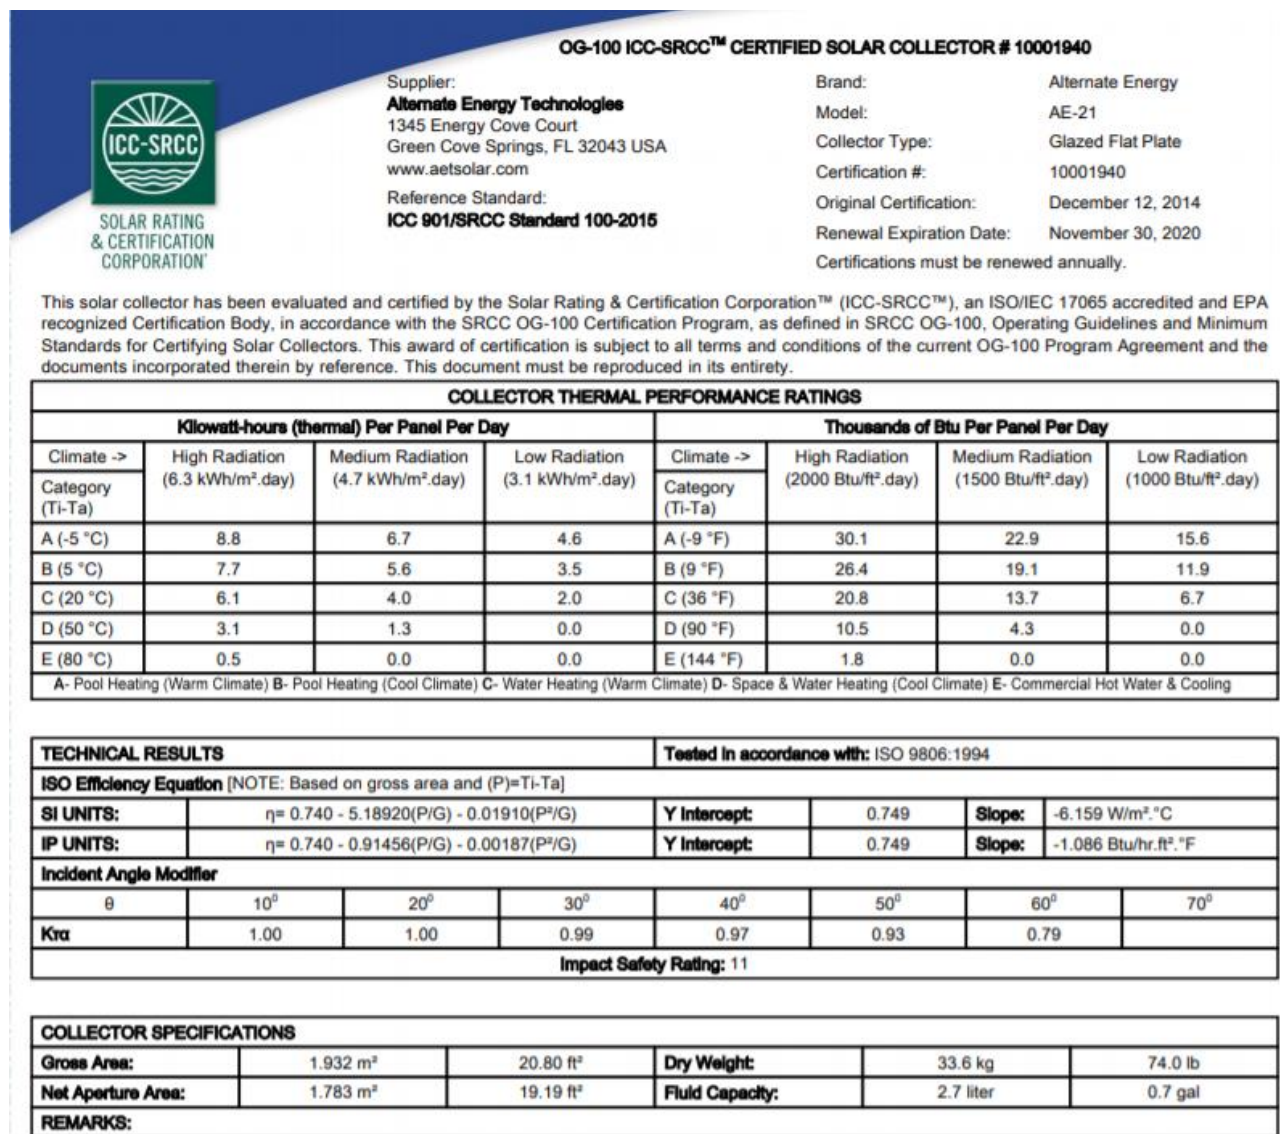 OG-100 ICC-SRCC™ CERTIFIED SOLAR COLLECTOR # 10001940
ICC-SRCC
SOLAR RATING
& CERTIFICATION
CORPORATION'
Supplier:
Alternate Energy Technologies
1345 Energy Cove Court
Green Cove Springs, FL 32043 USA
www.aetsolar.com
Reference Standard:
ICC 901/SRCC Standard 100-2015
Brand: Alternate Energy
Model: AE-21
Collector Type: Glazed Flat Plate
Certification #: 10001940
Original Certification: December 12, 2014
Renewal Expiration Date: November 30, 2020
Certifications must be renewed annually.
This solar collector has been evaluated and certified by the Solar Rating & Certification Corporation™ (ICC-SRCC™), an ISO/IEC 17065 accredited and EPA
recognized Certification Body, in accordance with the SRCC OG-100 Certification Program, as defined in SRCC OG-100, Operating Guidelines and Minimum
Standards for Certifying Solar Collectors. This award of certification is subject to all terms and conditions of the current OG-100 Program Agreement and the
documents incorporated therein by reference. This document must be reproduced in its entirety.
COLLECTOR THERMAL PERFORMANCE RATINGS
Kilowatt-hours (thermal) Per Panel Per Day Thousands of Btu Per Panel Per Day
Climate -> High Radiation Medium Radiation Low Radiation Climate -> High Radiation Medium Radiation Low Radiation
(6.3 kWh/m².day) (4.7 kWh/m².day) (3.1 kWh/m².day) (2000 Btu/ft².day) (1500 Btu/ft².day) (1000 Btu/ft².day)
Category Category
(Ti-Ta) (Ti-Ta)
A (-5 °C) 8.8 6.7 4.6 A (-9 °F) 30.1 22.9 15.6
B (5 °C) 7.7 5.6 3.5 B (9 °F) 26.4 19.1 11.9
C (20 °C) 6.1 4.0 2.0 C (36 °F) 20.8 13.7 6.7
D (50 °C) 3.1 1.3 0.0 D (90 °F) 10.5 4.3 0.0
E (80 °C) 0.5 0.0 0.0 E (144 °F) 1.8 0.0 0.0
A- Pool Heating (Warm Climate) B- Pool Heating (Cool Climate) C- Water Heating (Warm Climate) D- Space & Water Heating (Cool Climate) E- Commercial Hot Water & Cooling
TECHNICAL RESULTS Tested in accordance with: ISO 9806:1994
ISO Efficiency Equation [NOTE: Based on gross area and (P)=Ti-Ta]
SI UNITS: η= 0.740 - 5.18920(P/G) - 0.01910(P²/G) Y Intercept: 0.749 Slope: -6.159 W/m².°C
IP UNITS: η= 0.740 - 0.91456(P/G) - 0.00187(P²/G) Y Intercept: 0.749 Slope: -1.086 Btu/hr.ft².°F
Incident Angle Modifier
θ 10⁰ 20⁰ 30⁰ 40⁰ 50⁰ 60⁰ 70⁰
Kτα 1.00 1.00 0.99 0.97 0.93 0.79
Impact Safety Rating: 11
COLLECTOR SPECIFICATIONS
Gross Area: 1.932 m² 20.80 ft² Dry Weight: 33.6 kg 74.0 lb
Net Aperture Area: 1.783 m² 19.19 ft² Fluid Capacity: 2.7 liter 0.7 gal
REMARKS: